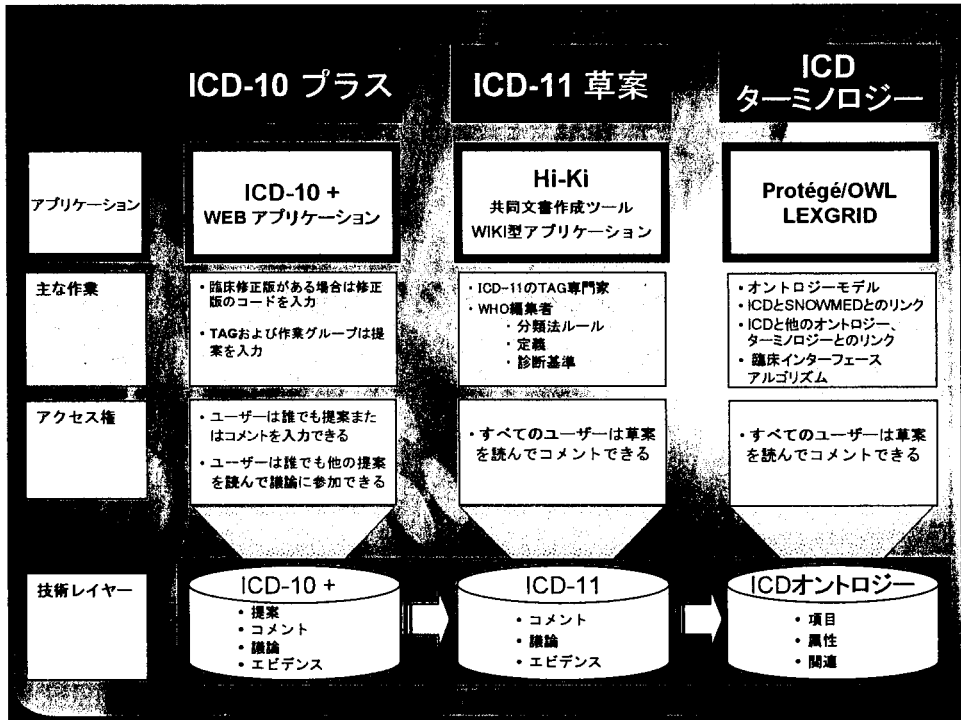 ICD-10 プラス
ICD-11 草案
ICD
ターミノロジー
アプリケーション
ICD-10 +
WEB アプリケーション
Hi-Ki
共同文書作成ツール
WIKI型アプリケーション
Protégé/OWL
LEXGRID
主な作業
・臨床修正版がある場合は修正
版のコードを入力
・TAGおよび作業グループは提
案を入力
・ICD-11のTAG専門家
・WHO編集者
・分類法ルール
・定義
・診断基準
・オントロジーモデル
・ICDとSNOWMEDとのリンク
・ICDと他のオントロジー、
ターミノロジーとのリンク
・臨床インターフェース
アルゴリズム
アクセス権
・ユーザーは誰でも提案また
はコメントを入力できる
・ユーザーは誰でも他の提案
を読んで議論に参加できる
・すべてのユーザーは草案
を読んでコメントできる
・すべてのユーザーは草案
を読んでコメントできる
技術レイヤー
ICD-10 +
・提案
・コメント
・議論
・エビデンス
ICD-11
・コメント
・議論
・エビデンス
ICDオントロジー
・項目
・属性
・関連